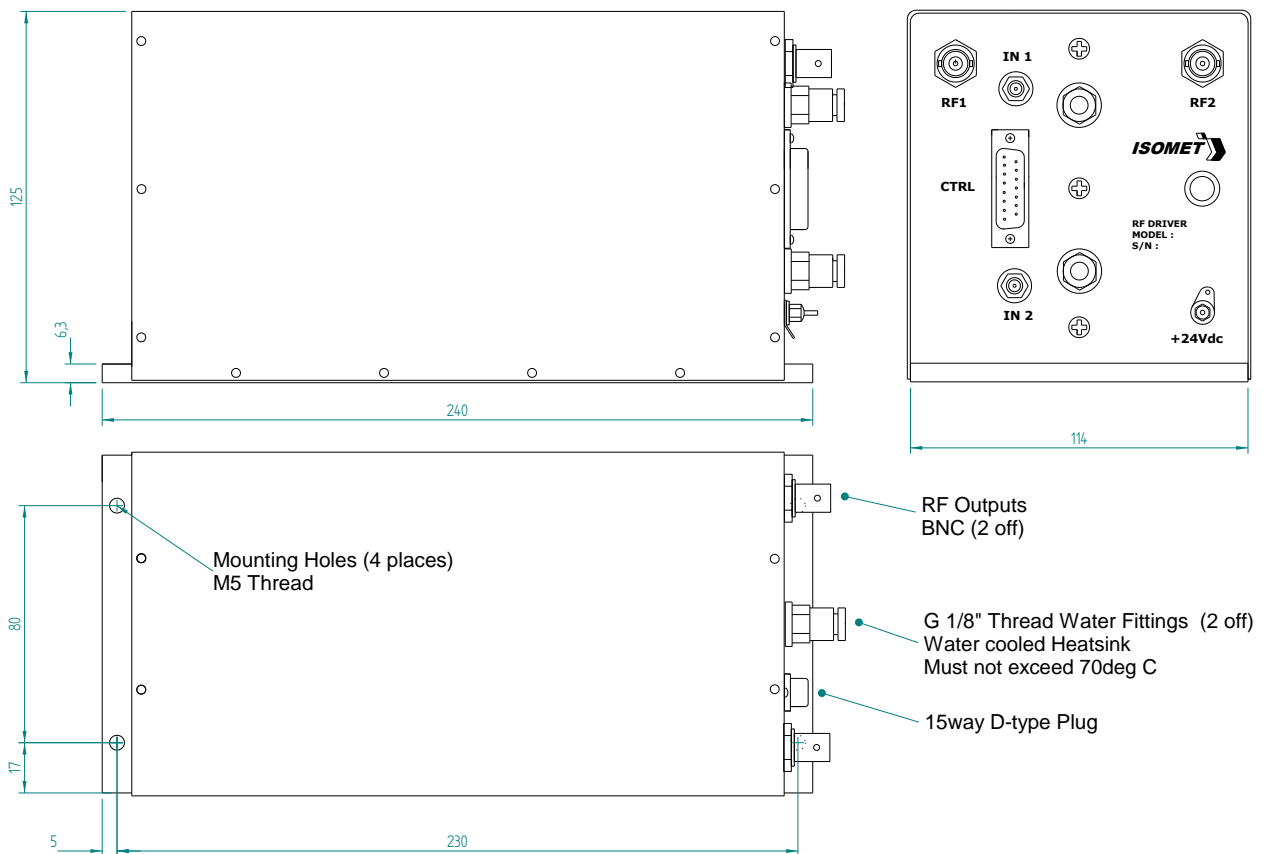 125
6,3
240
RF1
IN 1
RF2
ISOMET
CTRL
RF DRIVER
MODEL :
S/N :
IN 2
+24Vdc
114
RF Outputs
BNC (2 off)
Mounting Holes (4 places)
M5 Thread
G 1/8" Thread Water Fittings (2 off)
Water cooled Heatsink
Must not exceed 70deg C
15way D-type Plug
80
17
5
230